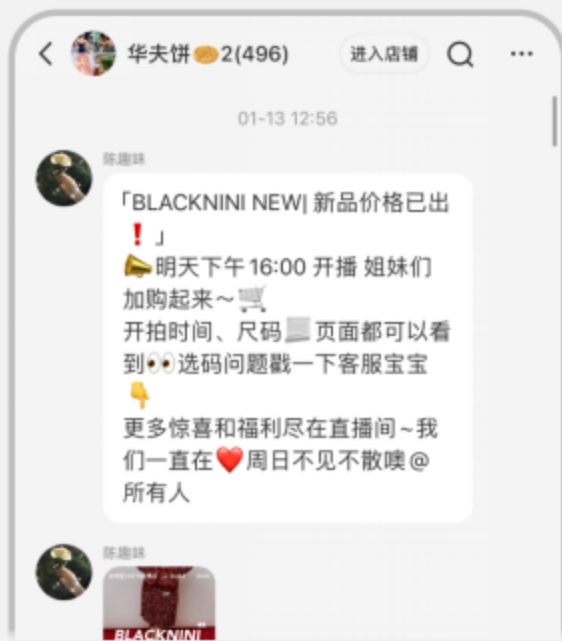 华夫饼🧇2(496)
进入店铺
01-13 12:56
陈趣味
「BLACKNINI NEW| 新品价格已出
❗」
📣明天下午16:00 开播 姐妹们
加购起来～🛒
开拍时间、尺码📃页面都可以看
到👀选码问题戳一下客服宝宝
👇
更多惊喜和福利尽在直播间~我
们一直在❤️周日不见不散噢@
所有人
陈趣味
BLACKNINI